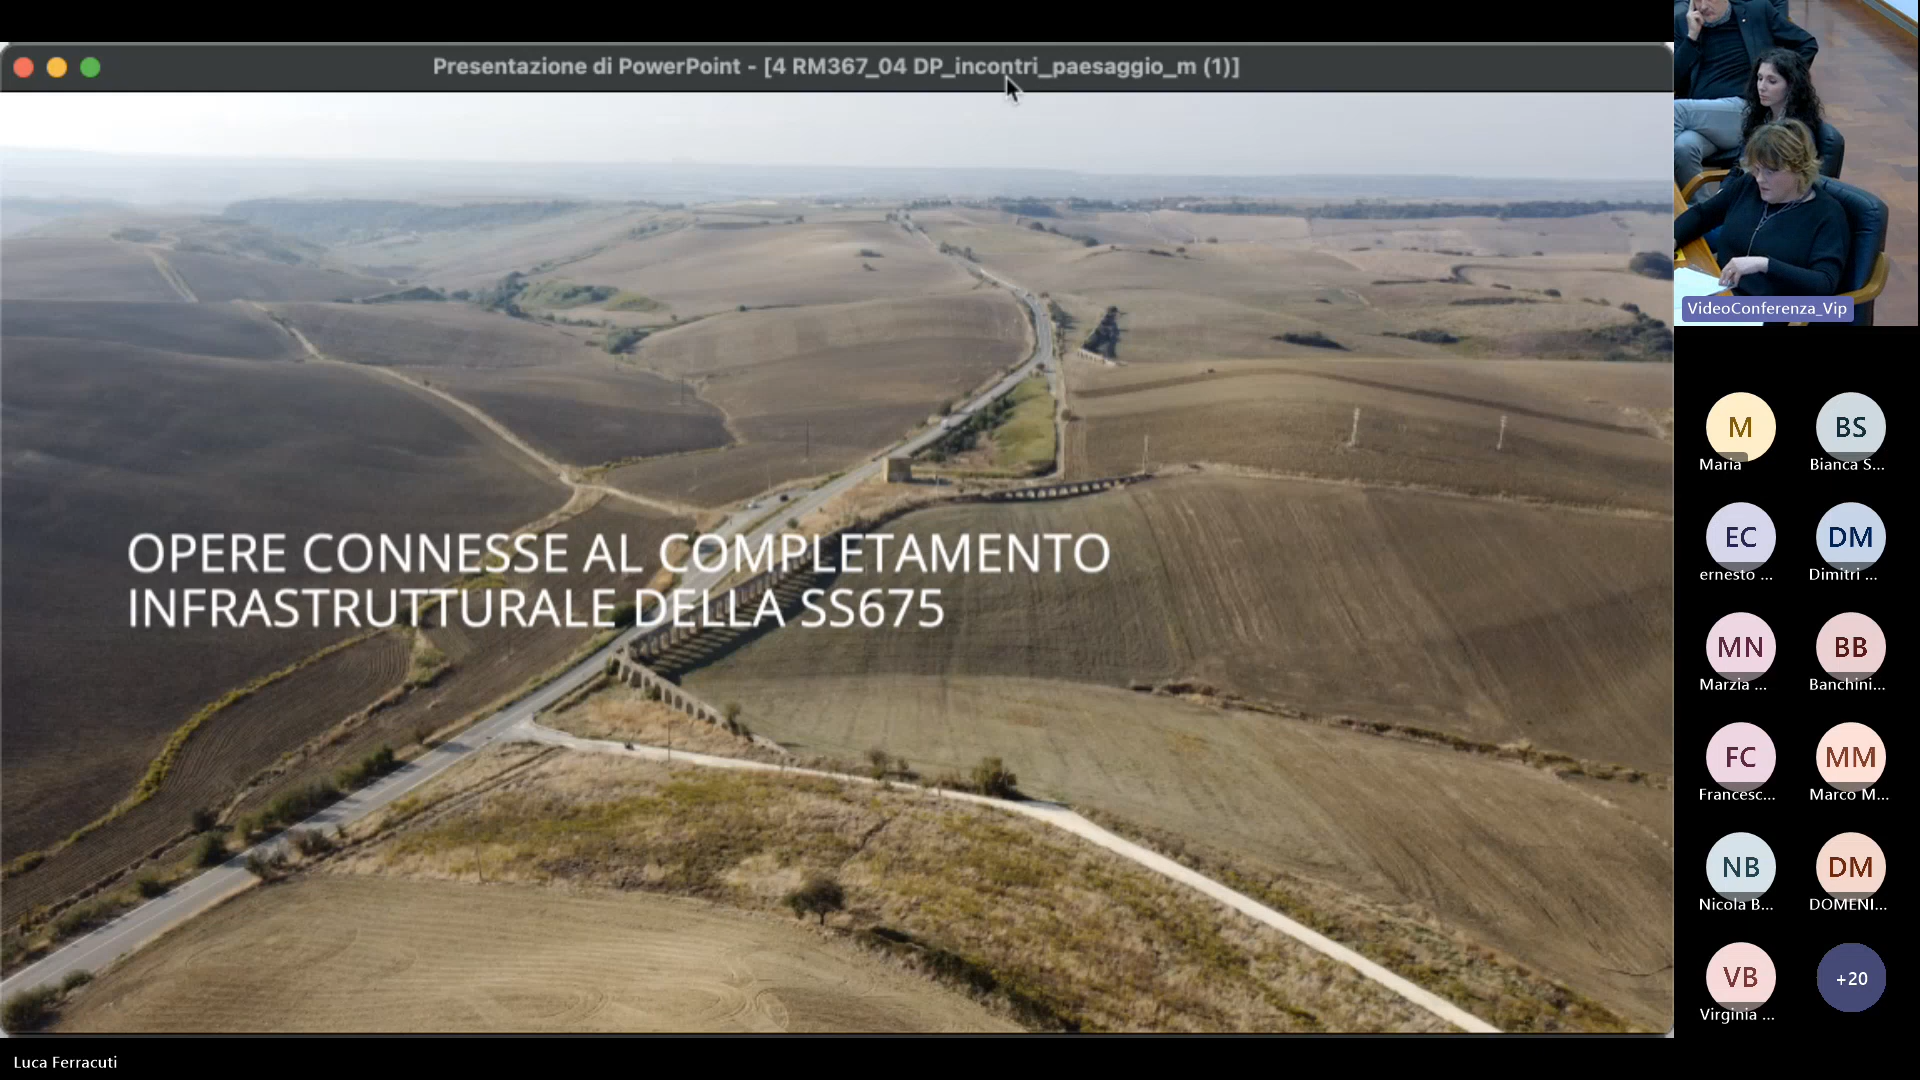 Presentazione di PowerPoint - [4 RM367_04 DP_incontri_paesaggio_m (1)]
OPERE CONNESSE AL COMPLETAMENTO
INFRASTRUTTURALE DELLA SS675
VideoConferenza_Vip
M
Maria
BS
Bianca S...
EC
ernesto ...
DM
Dimitri ...
MN
Marzia ...
BB
Banchini...
FC
Francesc...
MM
Marco M...
NB
Nicola B...
DM
DOMENI...
VB
Virginia ...
+20
Luca Ferracuti